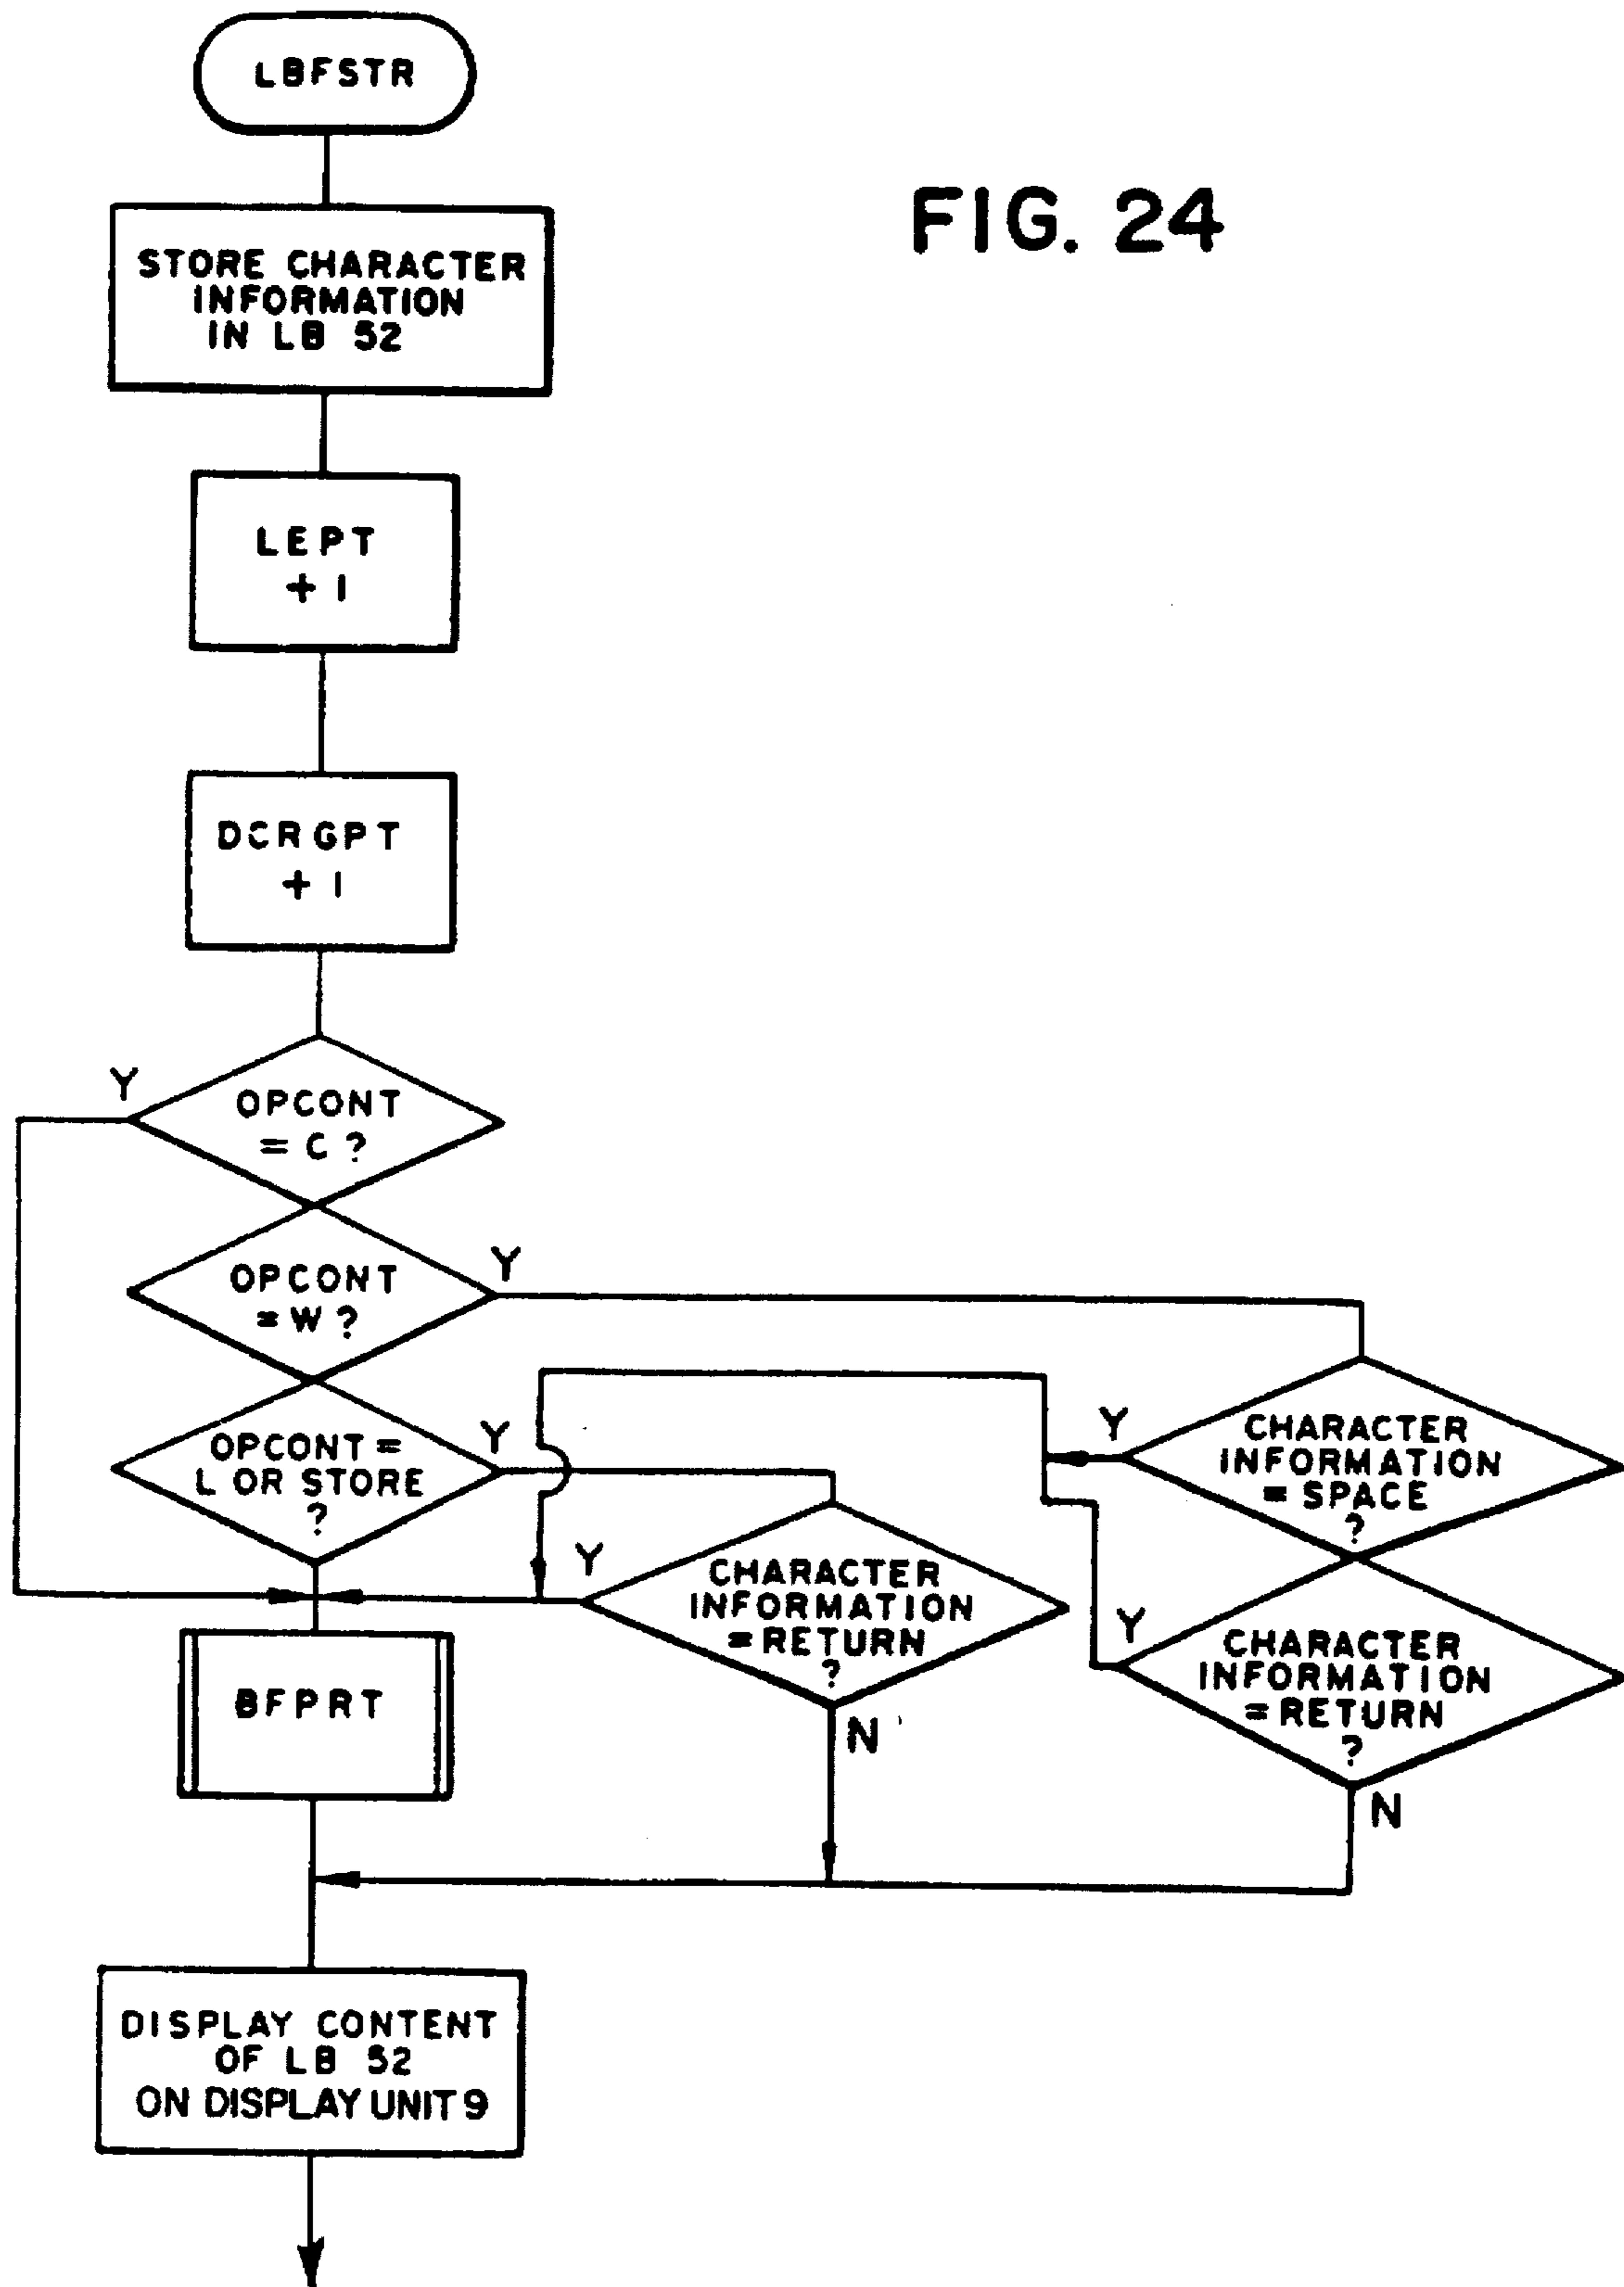 LBFSTR
FIG. 24
STORE CHARACTER
INFORMATION
IN LB 52
LEPT
+ 1
DCRGPT
+ 1
Y
OPCONT
= C ?
OPCONT
= W ?
Y
OPCONT =
L OR STORE
?
Y
Y
CHARACTER
INFORMATION
= SPACE
?
Y
CHARACTER
INFORMATION
= RETURN
?
N
Y
CHARACTER
INFORMATION
= RETURN
?
N
BFPRT
DISPLAY CONTENT
OF LB 52
ON DISPLAY UNIT 9